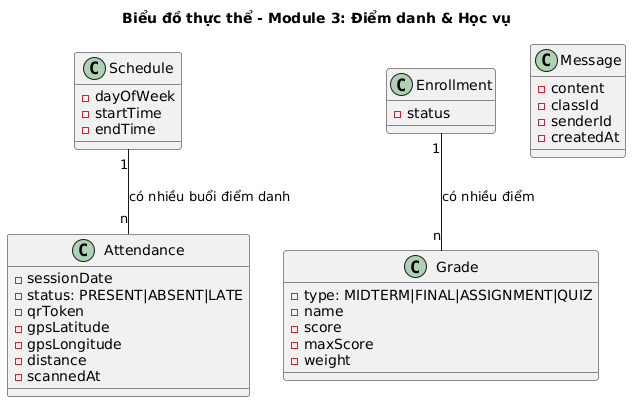 Biểu đồ thực thể - Module 3: Điểm danh & Học vụ
C Schedule
dayOfWeek
startTime
endTime
C Enrollment
status
C Message
content
classId
senderId
createdAt
1
có nhiều buổi điểm danh
n
1
có nhiều điểm
n
C Attendance
sessionDate
status: PRESENT|ABSENT|LATE
qrToken
gpsLatitude
gpsLongitude
distance
scannedAt
C Grade
type: MIDTERM|FINAL|ASSIGNMENT|QUIZ
name
score
maxScore
weight